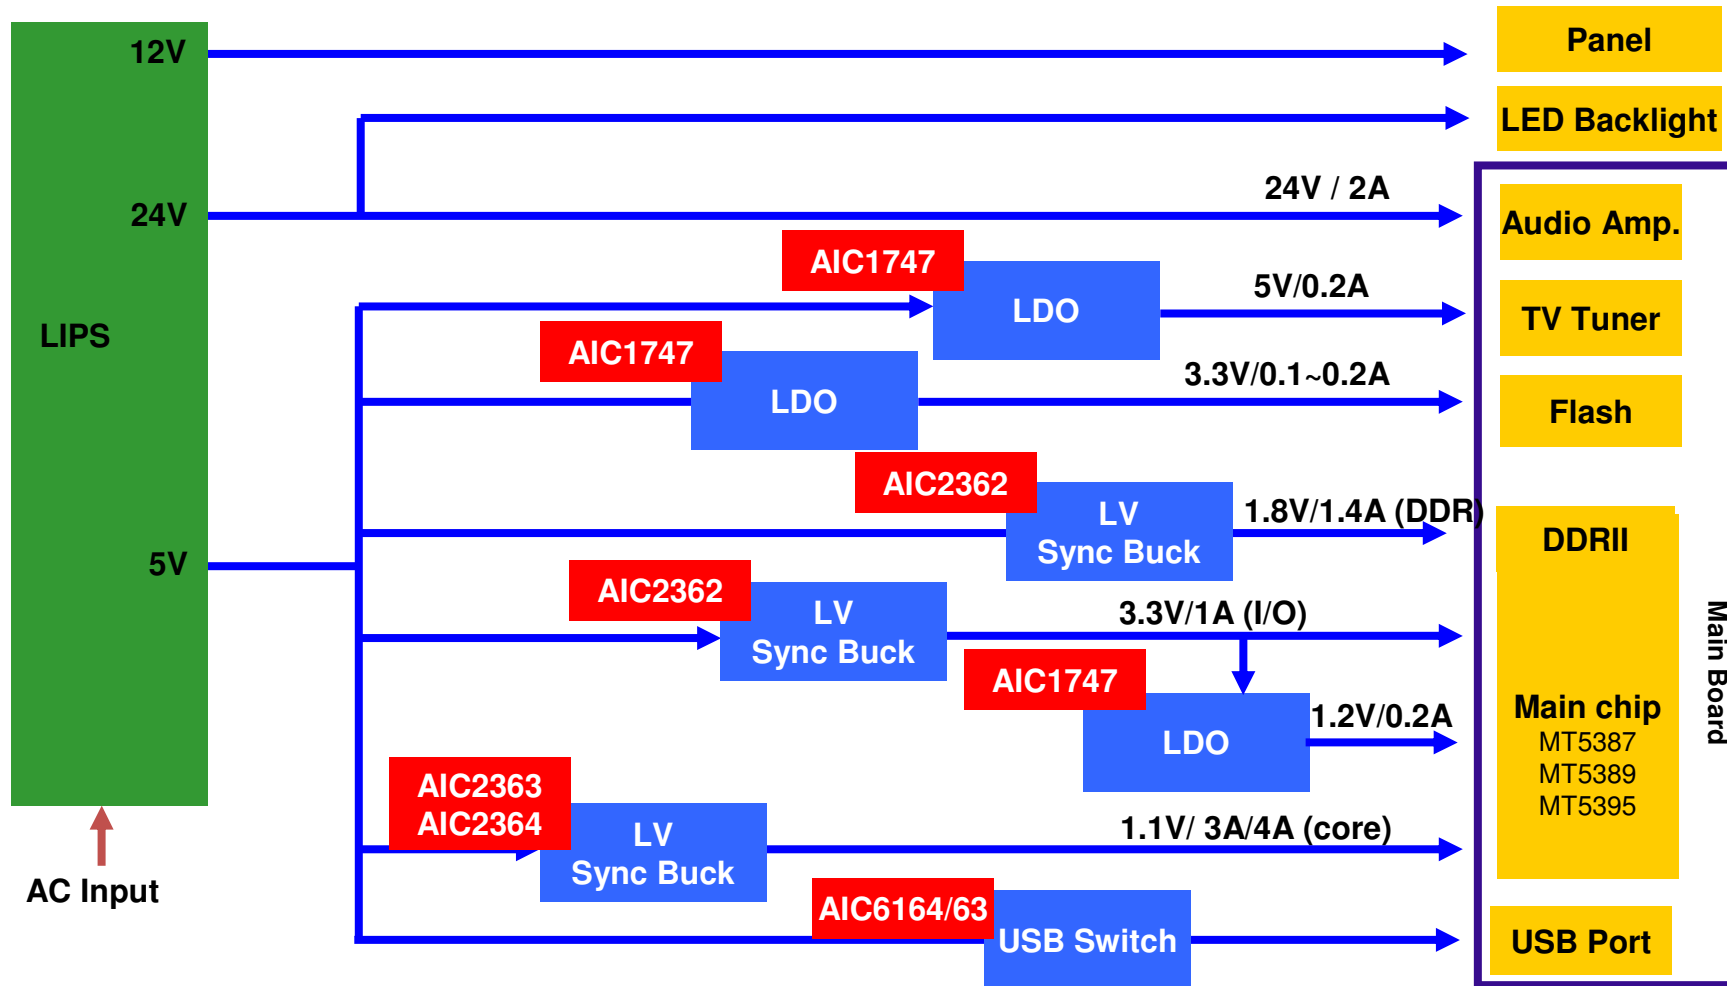 12V
Panel
LED Backlight
24V
24V / 2A
Audio Amp.
AIC1747
LDO
5V/0.2A
TV Tuner
LIPS
AIC1747
LDO
3.3V/0.1~0.2A
Flash
AIC2362
LV
Sync Buck
1.8V/1.4A (DDR)
DDRII
5V
AIC2362
LV
Sync Buck
3.3V/1A (I/O)
AIC1747
LDO
1.2V/0.2A
Main chip
MT5387
MT5389
MT5395
Main Board
AIC2363
AIC2364
LV
Sync Buck
1.1V/ 3A/4A (core)
AC Input
AIC6164/63
USB Switch
USB Port